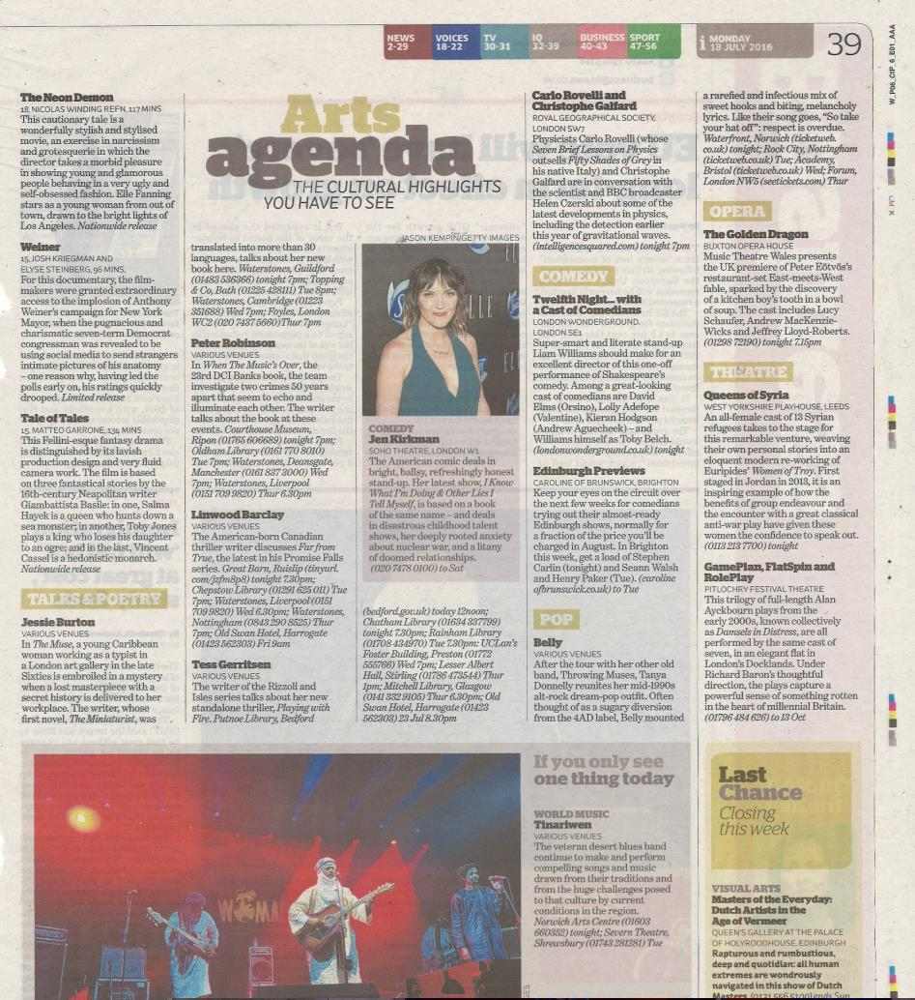 NEWS
2-29
VOICES
18-22
TV
30-31
IQ
32-39
BUSINESS
40-43
SPORT
47-56
i MONDAY
18 JULY 2016
39
W_P06_CIP_6_E01_AAA
The Neon Demon
18, NICOLAS WINDING REFN, 117 MINS
This cautionary tale is a
wonderfully stylish and stylised
movie, an exercise in narcissism
and grotesquerie in which the
director takes a morbid pleasure
in showing young and glamorous
people behaving in a very ugly and
self-obsessed fashion. Elle Fanning
stars as a young woman from out of
town, drawn to the bright lights of
Los Angeles. Nationwide release
Weiner
15, JOSH KRIEGMAN AND
ELYSE STEINBERG, 96 MINS,
For this documentary, the film-
makers were granted extraordinary
access to the implosion of Anthony
Weiner's campaign for New York
Mayor, when the pugnacious and
charismatic seven-term Democrat
congressman was revealed to be
using social media to send strangers
intimate pictures of his anatomy
– one reason why, having led the
polls early on, his ratings quickly
drooped. Limited release
Tale of Tales
15, MATTEO GARRONE, 134 MINS
This Fellini-esque fantasy drama
is distinguished by its lavish
production design and very fluid
camera work. The film is based
on three fantastical stories by the
16th-century Neapolitan writer
Giambattista Basile: in one, Salma
Hayek is a queen who hunts down a
sea monster; in another, Toby Jones
plays a king who loses his daughter
to an ogre; and in the last, Vincent
Cassel is a hedonistic monarch.
Nationwide release
TALKS & POETRY
Jessie Burton
VARIOUS VENUES
In The Muse, a young Caribbean
woman working as a typist in
a London art gallery in the late
Sixties is embroiled in a mystery
when a lost masterpiece with a
secret history is delivered to her
workplace. The writer, whose
first novel, The Miniaturist, was
Arts
agenda
THE CULTURAL HIGHLIGHTS
YOU HAVE TO SEE
translated into more than 30
languages, talks about her new
book here. Waterstones, Guildford
(01483 536366) tonight 7pm; Topping
& Co, Bath (01225 428111) Tue 8pm;
Waterstones, Cambridge (01223
351688) Wed 7pm; Foyles, London
WC2 (020 7437 5660) Thur 7pm
Peter Robinson
VARIOUS VENUES
In When The Music's Over, the
23rd DCI Banks book, the team
investigate two crimes 50 years
apart that seem to echo and
illuminate each other. The writer
talks about the book at these
events. Courthouse Museum,
Ripon (01765 606689) tonight 7pm;
Oldham Library (0161 770 8010)
Tue 7pm; Waterstones, Deansgate,
Manchester (0161 837 3000) Wed
7pm; Waterstones, Liverpool
(0151 709 9820) Thur 6.30pm
Linwood Barclay
VARIOUS VENUES
The American-born Canadian
thriller writer discusses Far from
True, the latest in his Promise Falls
series. Great Barn, Ruislip (tinyurl.
com/jzfm8p8) tonight 7.30pm;
Chepstow Library (01291 625 011) Tue
7pm; Waterstones, Liverpool (0151
709 9820) Wed 6.30pm; Waterstones,
Nottingham (0843 290 8525) Thur
7pm; Old Swan House, Harrogate
(01423 562303) Fri 9am
Tess Gerritsen
VARIOUS VENUES
The writer of the Rizzoli and
Isles series talks about her new
standalone thriller, Playing with
Fire. Putnoe Library, Bedford
JASON KEMPIN/GETTY IMAGES
COMEDY
Jen Kirkman
SOHO THEATRE, LONDON W1
The American comic deals in
bright, ballsy, refreshingly honest
stand-up. Her latest show, I Know
What I'm Doing & Other Lies I
Tell Myself, is based on a book
of the same name – and deals
in disastrous childhood talent
shows, her deeply rooted anxiety
about nuclear war, and a litany
of doomed relationships.
(020 7478 0100) to Sat
(bedford.gov.uk) today 12noon;
Chatham Library (01634 337799)
tonight 7.30pm; Rainham Library
(01708 434970) Tue 7.30pm; UCLan's
Foster Building, Preston (01772
555766) Wed 7pm; Lesser Albert
Hall, Stirling (01786 473544) Thur
1pm; Mitchell Library, Glasgow
(0141 332 9105) Thur 6.30pm; Old
Swan Hotel, Harrogate (01423
562303) 23 Jul 8.30pm
Carlo Rovelli and
Christophe Galfard
ROYAL GEOGRAPHICAL SOCIETY,
LONDON SW7
Physicists Carlo Rovelli (whose
Seven Brief Lessons on Physics
outsells Fifty Shades of Grey in
his native Italy) and Christophe
Galfard are in conversation with
the scientist and BBC broadcaster
Helen Czerski about some of the
latest developments in physics,
including the detection earlier
this year of gravitational waves.
(intelligencesquared.com) tonight 7pm
COMEDY
Twelfth Night... with
a Cast of Comedians
LONDON WONDERGROUND,
LONDON SE1
Super-smart and literate stand-up
Liam Williams should make for an
excellent director of this one-off
performance of Shakespeare's
comedy. Among a great-looking
cast of comedians are David
Elms (Orsino), Lolly Adefope
(Valentine), Kieran Hodgson
(Andrew Aguecheek) – and
Williams himself as Toby Belch.
(londonwonderground.co.uk) tonight
Edinburgh Previews
CAROLINE OF BRUNSWICK, BRIGHTON
Keep your eyes on the circuit over
the next few weeks for comedians
trying out their almost-ready
Edinburgh shows, normally for
a fraction of the price you'll be
charged in August. In Brighton
this week, get a load of Stephen
Carlin (tonight) and Seann Walsh
and Henry Paker (Tue). (caroline
ofbrunswick.co.uk) to Tue
POP
Belly
VARIOUS VENUES
After the tour with her other old
band, Throwing Muses, Tanya
Donnelly reunites her mid-1990s
alt-rock dream-pop outfit. Often
thought of as a sugary diversion
from the 4AD label, Belly mounted
a rarefied and infectious mix of
sweet hooks and biting, melancholy
lyrics. Like their song goes, "So take
your hat off": respect is overdue.
Waterfront, Norwich (ticketweb.
co.uk) tonight; Rock City, Nottingham
(ticketweb.co.uk) Tue; Academy,
Bristol (ticketweb.co.uk) Wed; Forum,
London NW5 (seetickets.com) Thur
OPERA
The Golden Dragon
BUXTON OPERA HOUSE
Music Theatre Wales presents
the UK premiere of Peter Eötvös's
restaurant-set East-meets-West
fable, sparked by the discovery
of a kitchen boy's tooth in a bowl
of soup. The cast includes Lucy
Schaufer, Andrew MacKenzie-
Wicks and Jeffrey Lloyd-Roberts.
(01298 72190) tonight 7.15pm
THEATRE
Queens of Syria
WEST YORKSHIRE PLAYHOUSE, LEEDS
An all-female cast of 13 Syrian
refugees takes to the stage for
this remarkable venture, weaving
their own personal stories into an
eloquent modern re-working of
Euripides' Women of Troy. First
staged in Jordan in 2013, it is an
inspiring example of how the
benefits of group endeavour and
the encounter with a great classical
anti-war play have given these
women the confidence to speak out.
(0113 213 7700) tonight
GamePlan, FlatSpin and
RolePlay
PITLOCHRY FESTIVAL THEATRE
This trilogy of full-length Alan
Ayckbourn plays from the
early 2000s, known collectively
as Damsels in Distress, are all
performed by the same cast of
seven, in an elegant flat in
London's Docklands. Under
Richard Baron's thoughtful
direction, the plays capture a
powerful sense of something rotten
in the heart of millennial Britain.
(01796 484 626) to 13 Oct
If you only see
one thing today
WORLD MUSIC
Tinariwen
VARIOUS VENUES
The veteran desert blues band
continue to make and perform
compelling songs and music
drawn from their traditions and
from the huge challenges posed
to that culture by current
conditions in the region.
Norwich Arts Centre (01603
660352) tonight; Severn Theatre,
Shrewsbury (01743 281281) Tue
Last
Chance
Closing
this week
VISUAL ARTS
Masters of the Everyday:
Dutch Artists in the
Age of Vermeer
QUEEN'S GALLERY AT THE PALACE
OF HOLYROODHOUSE, EDINBURGH
Rapturous and rumbustious,
deep and quotidian: all human
extremes are wondrously
navigated in this show of Dutch
Masters.